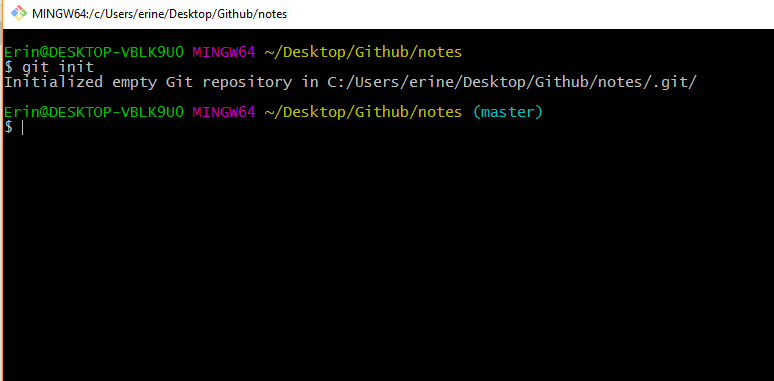 MINGW64:/c/Users/erine/Desktop/Github/notes
Erin@DESKTOP-VBLK9U0 MINGW64 ~/Desktop/Github/notes
$ git init
Initialized empty Git repository in C:/Users/erine/Desktop/Github/notes/.git/
Erin@DESKTOP-VBLK9U0 MINGW64 ~/Desktop/Github/notes (master)
$